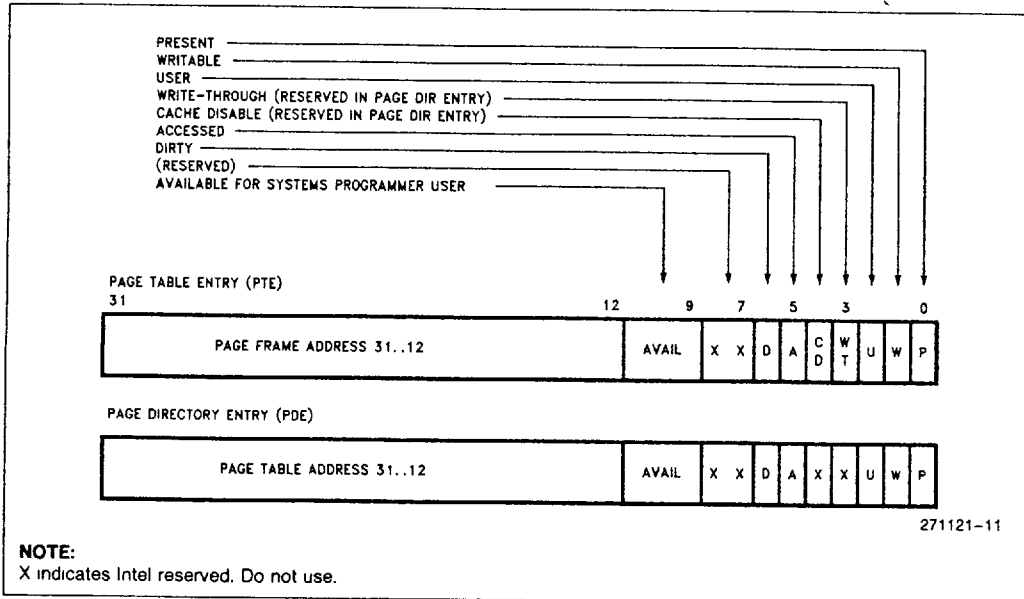 PRESENT
WRITABLE
USER
WRITE-THROUGH (RESERVED IN PAGE DIR ENTRY)
CACHE DISABLE (RESERVED IN PAGE DIR ENTRY)
ACCESSED
DIRTY
(RESERVED)
AVAILABLE FOR SYSTEMS PROGRAMMER USER
PAGE TABLE ENTRY (PTE)
31 12 9 7 5 3 0
PAGE FRAME ADDRESS 31..12 AVAIL X X D A CD WT U W P
PAGE DIRECTORY ENTRY (PDE)
PAGE TABLE ADDRESS 31..12 AVAIL X X D A X X U W P
271121-11
NOTE:
X indicates Intel reserved. Do not use.